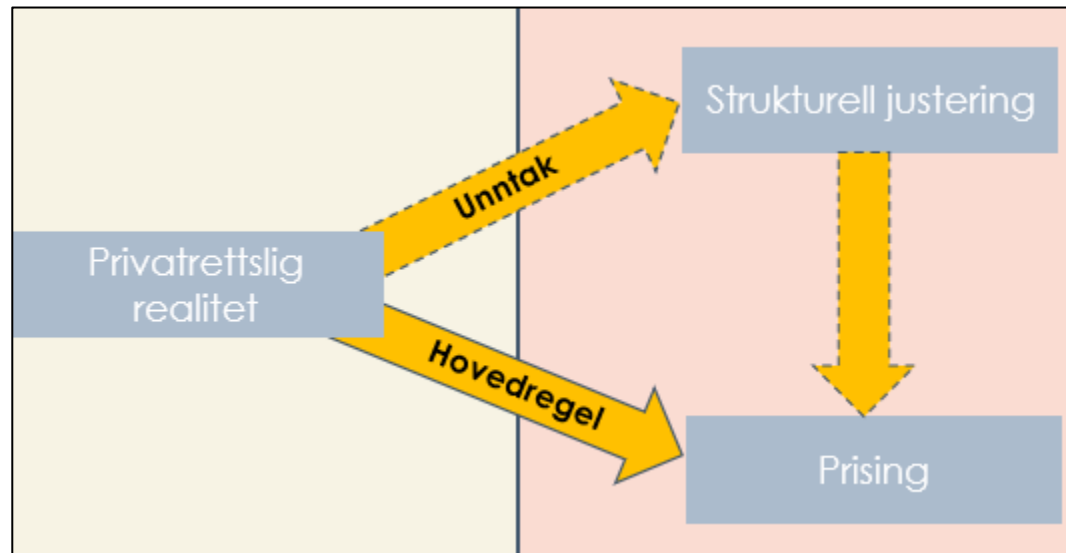 Strukturell justering
Unntak
Privatrettslig
realitet
Hovedregel
Prising